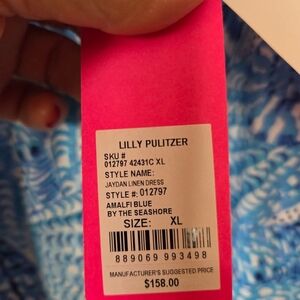 LILLY PULITZER
SKU #
012797 42431C XL
STYLE NAME:
JAYDAN LINEN DRESS
STYLE #: 012797
AMALFI BLUE
BY THE SEASHORE
SIZE: XL
889069 993498
MANUFACTURER'S SUGGESTED PRICE
$158.00